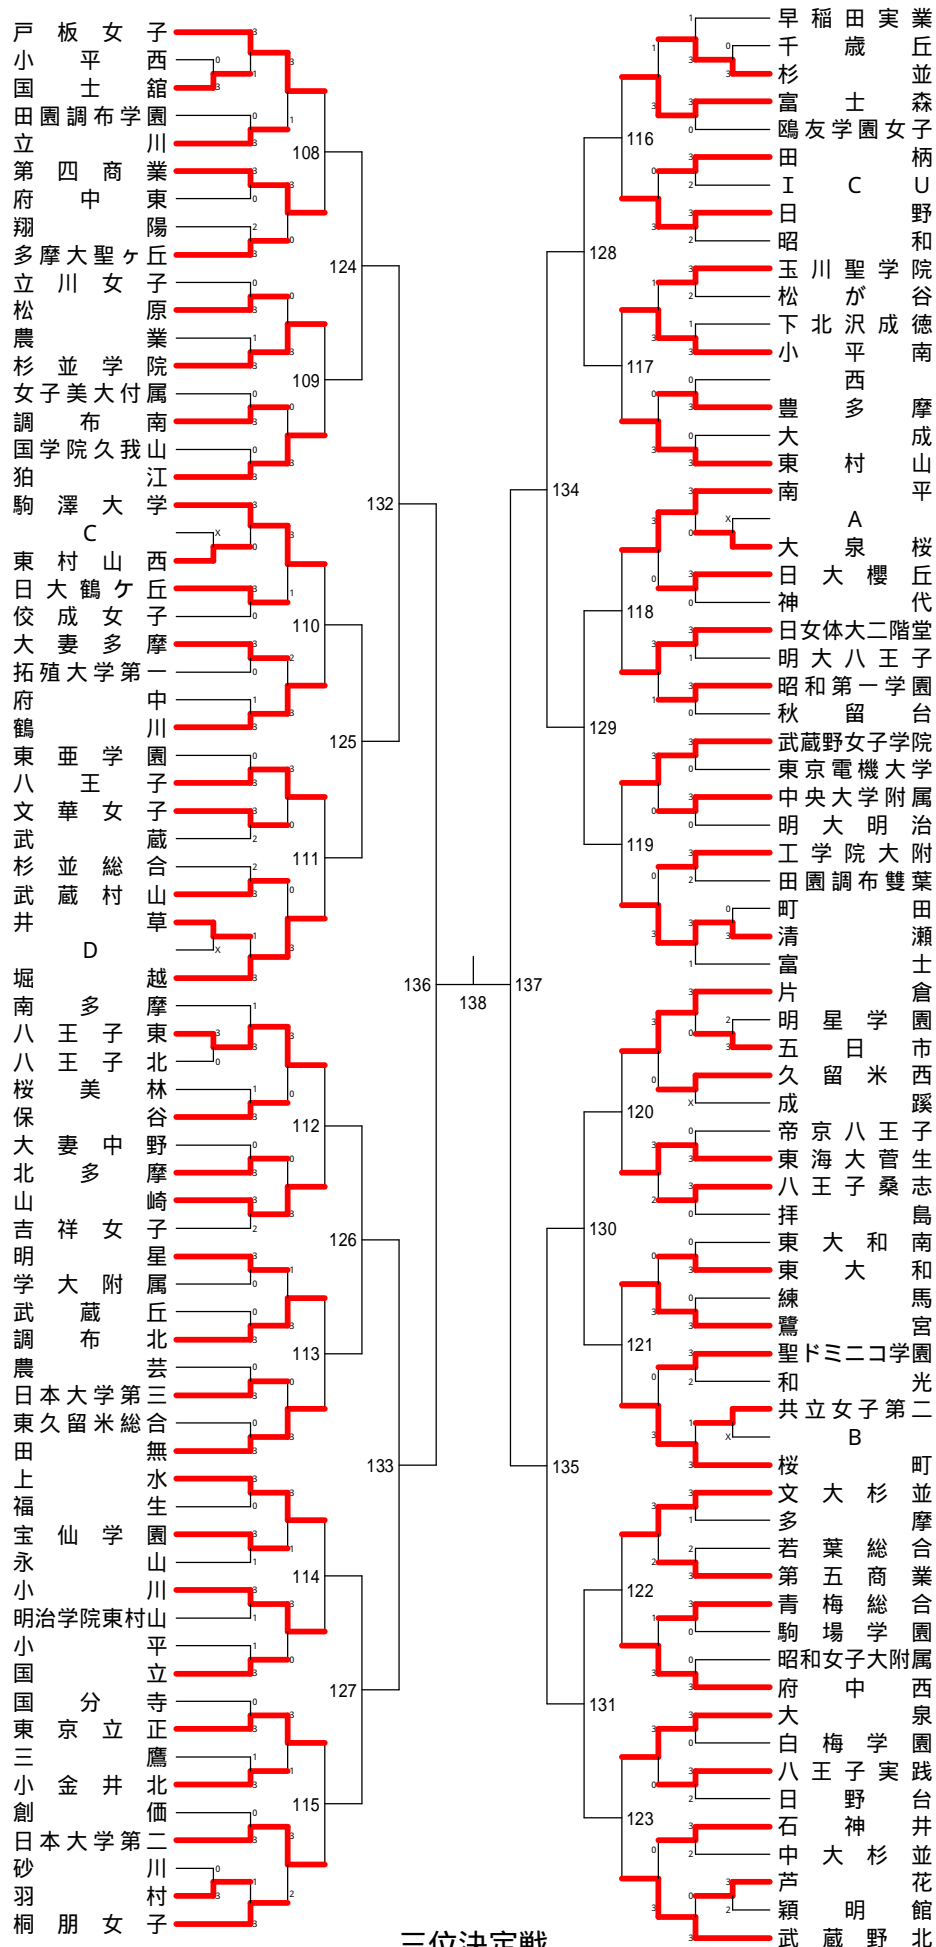 戸板女子
小平西
国士舘
田園調布学園
立川
第四商業
府中東
翔陽
多摩大聖ヶ丘
立川女子
松原
農業
杉並学院
女子美大付属
調布南
国学院久我山
狛江
駒澤大学
C
東村山西
日大鶴ケ丘
佼成女子
大妻多摩
拓殖大学第一
府中
鶴川
東亜学園
八王子
文華女子
武蔵
杉並総合
武蔵村山
井草
D
堀越
南多摩
八王子東
八王子北
桜美林
保谷
大妻中野
北多摩
山崎
吉祥女子
明星
学大附属
武蔵丘
調布北
農芸
日本大学第三
東久留米総合
田無
上水
福生
宝仙学園
永山
小川
明治学院東村山
小平
国立
国分寺
東京立正
三鷹
小金井北
創価
日本大学第二
砂川
羽村
桐朋女子
108
109
110
111
112
113
114
115
124
125
126
127
132
133
136
138
137
134
135
128
129
130
131
116
117
118
119
120
121
122
123
早稲田実業
千歳丘
杉並
富士森
鴎友学園女子
田柄
ICU
日野
昭和
玉川聖学院
松が谷
下北沢成徳
小平南
西
豊多摩
大成
東村山
南平
A
大泉桜
日大櫻丘
神代
日女体大二階堂
明大八王子
昭和第一学園
秋留台
武蔵野女子学院
東京電機大学
中央大学附属
明大明治
工学院大附
田園調布雙葉
町田
清瀬
富士
片倉
明星学園
五日市
久留米西
成蹊
帝京八王子
東海大菅生
八王子桑志
拝島
東大和南
東大和
練馬
鷺宮
聖ドミニコ学園
和光
共立女子第二
B
桜町
文大杉並
多摩
若葉総合
第五商業
青梅総合
駒場学園
昭和女子大附属
府中西
大泉
白梅学園
八王子実践
日野台
石神井
中大杉並
芦花
穎明館
武蔵野北
三位決定戦